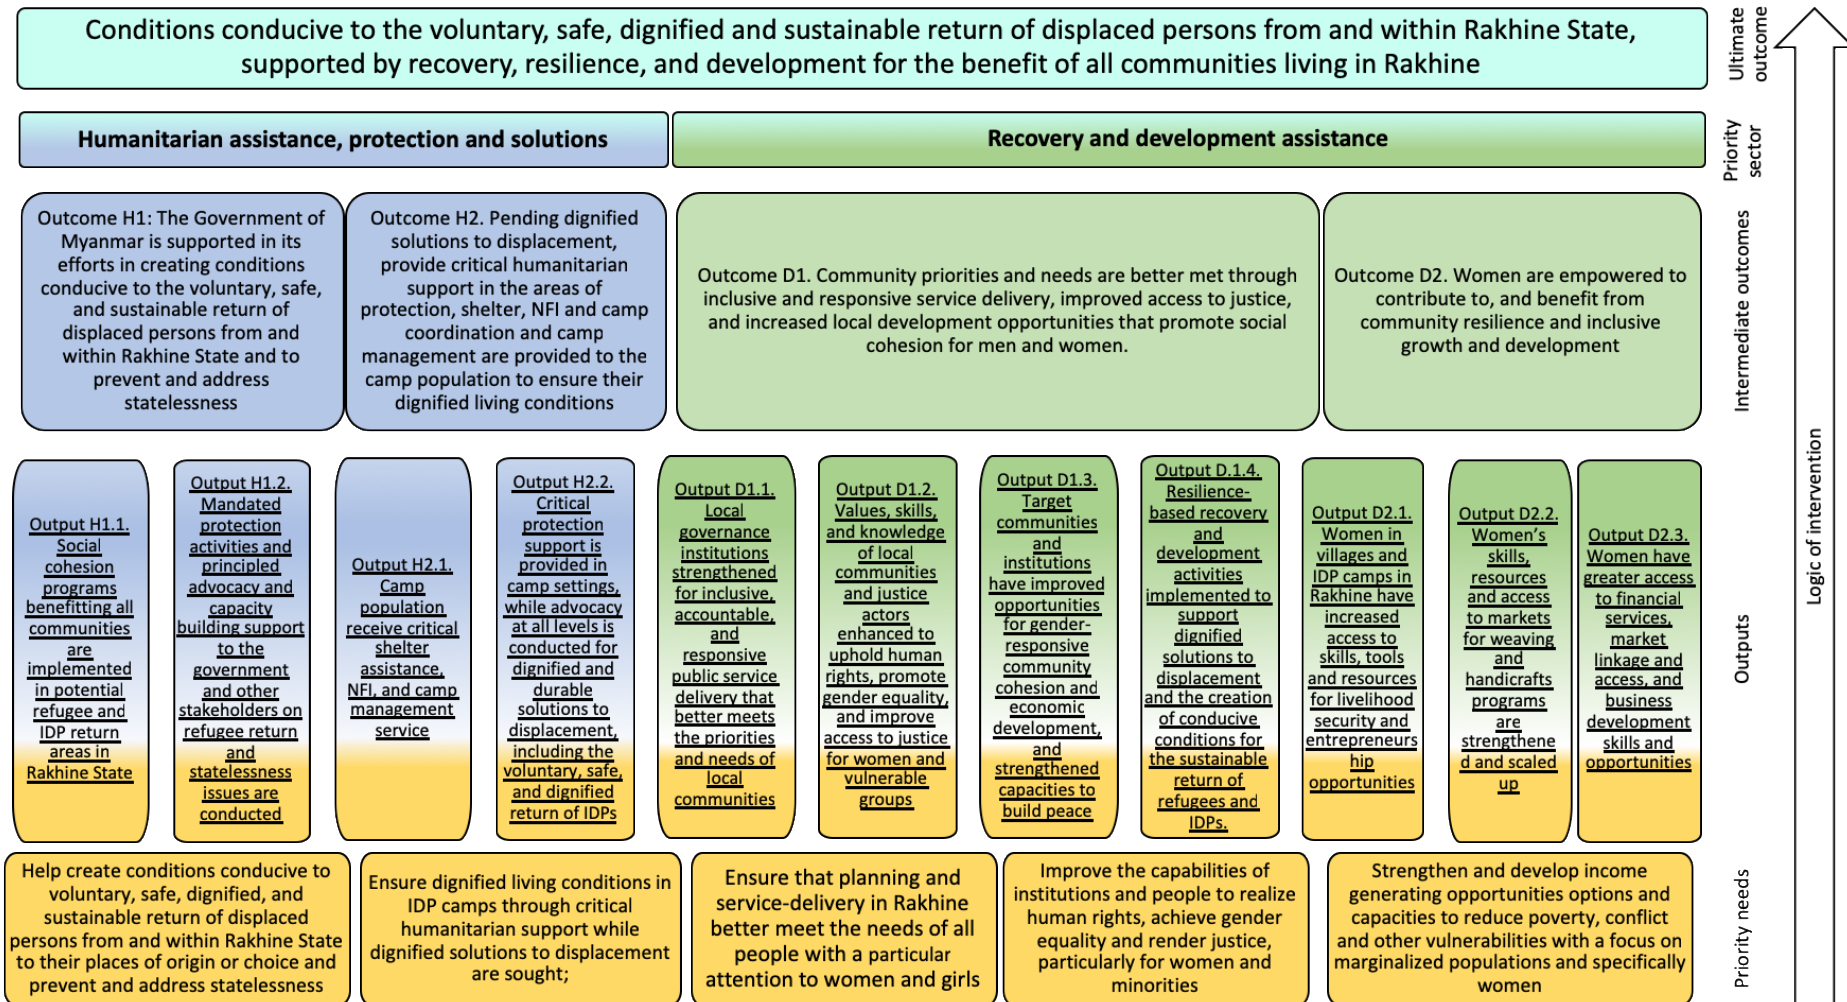 Conditions conducive to the voluntary, safe, dignified and sustainable return of displaced persons from and within Rakhine State,
supported by recovery, resilience, and development for the benefit of all communities living in Rakhine
Ultimate
outcome
Humanitarian assistance, protection and solutions
Recovery and development assistance
Priority
sector
Outcome H1: The Government of
Myanmar is supported in its
efforts in creating conditions
conducive to the voluntary, safe,
and sustainable return of
displaced persons from and
within Rakhine State and to
prevent and address
statelessness
Outcome H2. Pending dignified
solutions to displacement,
provide critical humanitarian
support in the areas of
protection, shelter, NFI and camp
coordination and camp
management are provided to the
camp population to ensure their
dignified living conditions
Outcome D1. Community priorities and needs are better met through
inclusive and responsive service delivery, improved access to justice,
and increased local development opportunities that promote social
cohesion for men and women.
Outcome D2. Women are empowered to
contribute to, and benefit from
community resilience and inclusive
growth and development
Intermediate outcomes
Output H1.1.
Social
cohesion
programs
benefitting all
communities
are
implemented
in potential
refugee and
IDP return
areas in
Rakhine State
Output H1.2.
Mandated
protection
activities and
principled
advocacy and
capacity
building support
to the
government
and other
stakeholders on
refugee return
and
statelessness
issues are
conducted
Output H2.1.
Camp
population
receive critical
shelter
assistance,
NFI, and camp
management
service
Output H2.2.
Critical
protection
support is
provided in
camp settings,
while advocacy
at all levels is
conducted for
dignified and
durable
solutions to
displacement,
including the
voluntary, safe,
and dignified
return of IDPs
Output D1.1.
Local
governance
institutions
strengthened
for inclusive,
accountable,
and
responsive
public service
delivery that
better meets
the priorities
and needs of
local
communities
Output D1.2.
Values, skills,
and knowledge
of local
communities
and justice
actors
enhanced to
uphold human
rights, promote
gender equality,
and improve
access to justice
for women and
vulnerable
groups
Output D1.3.
Target
communities
and
institutions
have improved
opportunities
for gender-
responsive
community
cohesion and
economic
development,
and
strengthened
capacities to
build peace
Output D.1.4.
Resilience-
based recovery
and
development
activities
implemented to
support
dignified
solutions to
displacement
and the creation
of conducive
conditions for
the sustainable
return of
refugees and
IDPs.
Output D2.1.
Women in
villages and
IDP camps in
Rakhine have
increased
access to
skills, tools
and resources
for livelihood
security and
entrepreneurs
hip
opportunities
Output D2.2.
Women's
skills,
resources
and access
to markets
for weaving
and
handicrafts
programs
are
strengthene
d and scaled
up
Output D2.3.
Women have
greater access
to financial
services,
market
linkage and
access, and
business
development
skills and
opportunities
Outputs
Logic of intervention
Help create conditions conducive to
voluntary, safe, dignified, and
sustainable return of displaced
persons from and within Rakhine State
to their places of origin or choice and
prevent and address statelessness
Ensure dignified living conditions in
IDP camps through critical
humanitarian support while
dignified solutions to displacement
are sought;
Ensure that planning and
service-delivery in Rakhine
better meet the needs of all
people with a particular
attention to women and girls
Improve the capabilities of
institutions and people to realize
human rights, achieve gender
equality and render justice,
particularly for women and
minorities
Strengthen and develop income
generating opportunities options and
capacities to reduce poverty, conflict
and other vulnerabilities with a focus on
marginalized populations and specifically
women
Priority needs